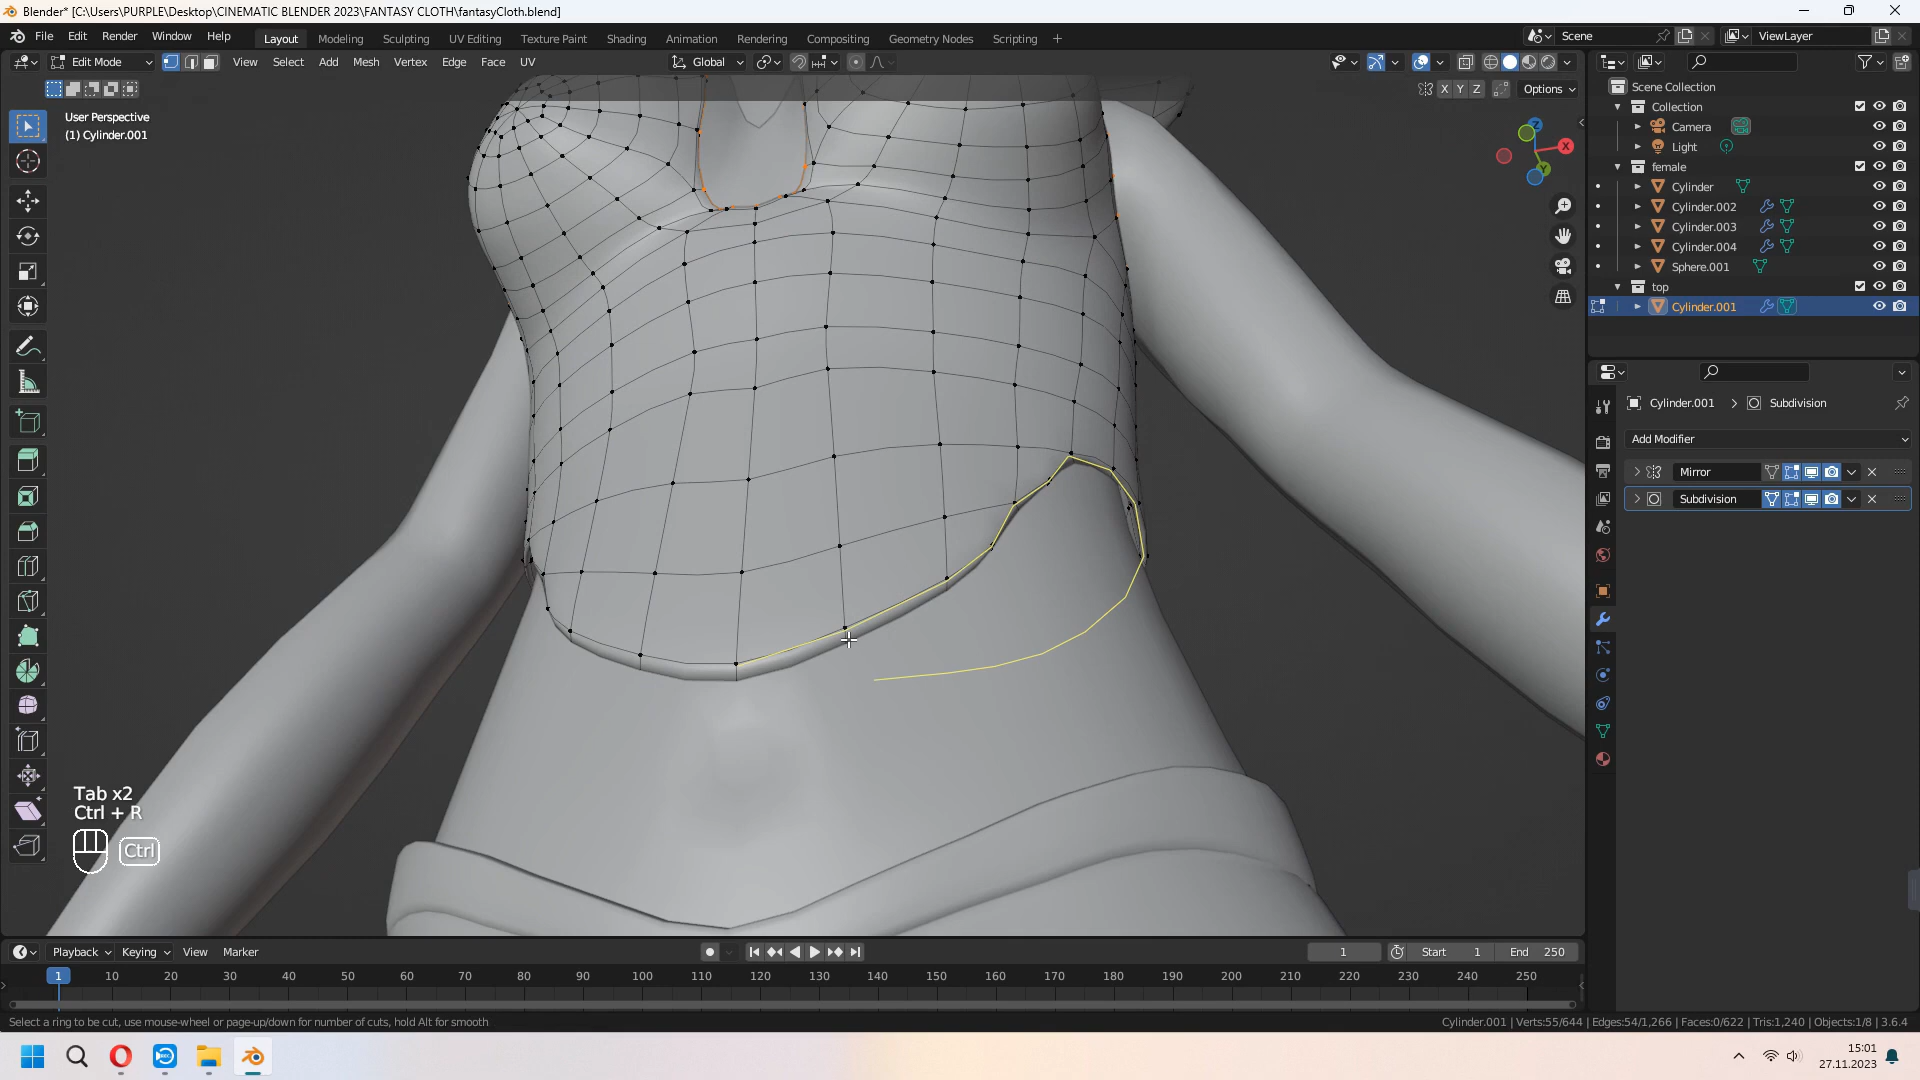 Blender* [C:\Users\PURPLE\Desktop\CINEMATIC BLENDER 2023\FANTASY CLOTH\fantasyCloth.blend]
File Edit Render Window Help Layout Modeling Sculpting UV Editing Texture Paint Shading Animation Rendering Compositing Geometry Nodes Scripting + Scene ViewLayer
Edit Mode View Select Add Mesh Vertex Edge Face UV Global
X Y Z Options
User Perspective
(1) Cylinder.001
Z
X
Y
Scene Collection
Collection
Camera
Light
female
Cylinder
Cylinder.002
Cylinder.003
Cylinder.004
Sphere.001
top
Cylinder.001
Cylinder.001 > Subdivision
Add Modifier
Mirror
Subdivision
Tab x2
Ctrl + R
Ctrl
Playback Keying View Marker 1 Start 1 End 250
1 10 20 30 40 50 60 70 80 90 100 110 120 130 140 150 160 170 180 190 200 210 220 230 240 250
Select a ring to be cut, use mouse-wheel or page-up/down for number of cuts, hold Alt for smooth
Cylinder.001 | Verts:55/644 | Edges:54/1,266 | Faces:0/622 | Tris:1,240 | Objects:1/8 | 3.6.4
REC
15:01
27.11.2023